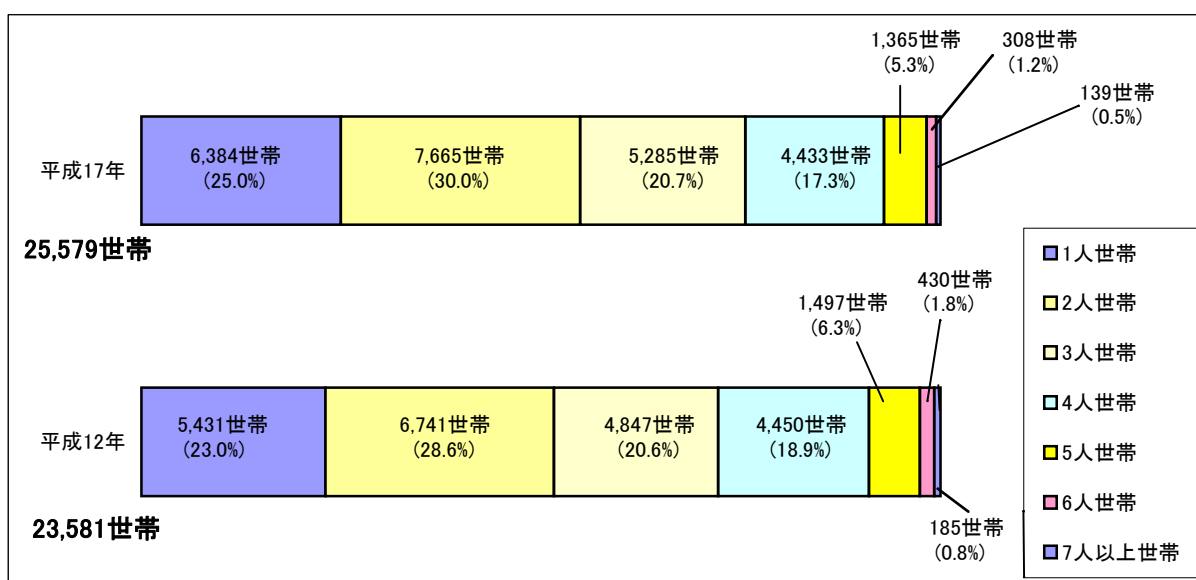 1,365世帯
(5.3%)
308世帯
(1.2%)
139世帯
(0.5%)
平成17年
6,384世帯
(25.0%)
7,665世帯
(30.0%)
5,285世帯
(20.7%)
4,433世帯
(17.3%)
25,579世帯
1,497世帯
(6.3%)
430世帯
(1.8%)
平成12年
5,431世帯
(23.0%)
6,741世帯
(28.6%)
4,847世帯
(20.6%)
4,450世帯
(18.9%)
185世帯
(0.8%)
23,581世帯
1人世帯
2人世帯
3人世帯
4人世帯
5人世帯
6人世帯
7人以上世帯